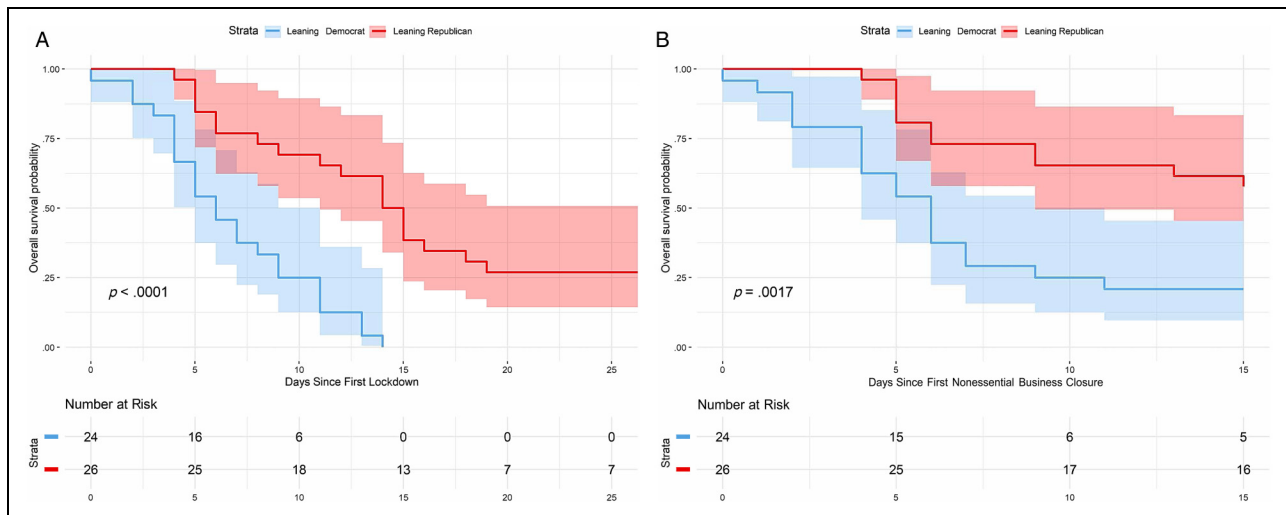 A
Strata Leaning Democrat Leaning Republican
Overall survival probability
1.00
.75
.50
.25
.00
p < .0001
0 5 10 15 20 25
Days Since First Lockdown
Number at Risk
Strata
24 16 6 0 0 0
26 25 18 13 7 7
0 5 10 15 20 25
B
Strata Leaning Democrat Leaning Republican
Overall survival probability
1.00
.75
.50
.25
.00
p = .0017
0 5 10 15
Days Since First Nonessential Business Closure
Number at Risk
Strata
24 15 6 5
26 25 17 16
0 5 10 15